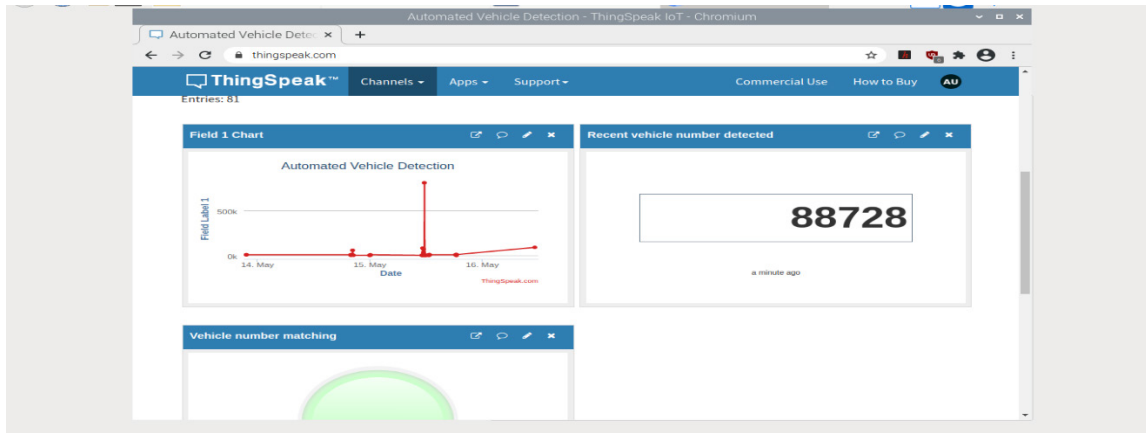 Automated Vehicle Detection - ThingSpeak IoT - Chromium
Automated Vehicle Detec
thingspeak.com
ThingSpeak™ Channels Apps Support Commercial Use How to Buy AU
Entries: 81
Field 1 Chart
Automated Vehicle Detection
Field Label 1
500k
0k
14. May 15. May 16. May
Date
ThingSpeak.com
Recent vehicle number detected
88728
a minute ago
Vehicle number matching